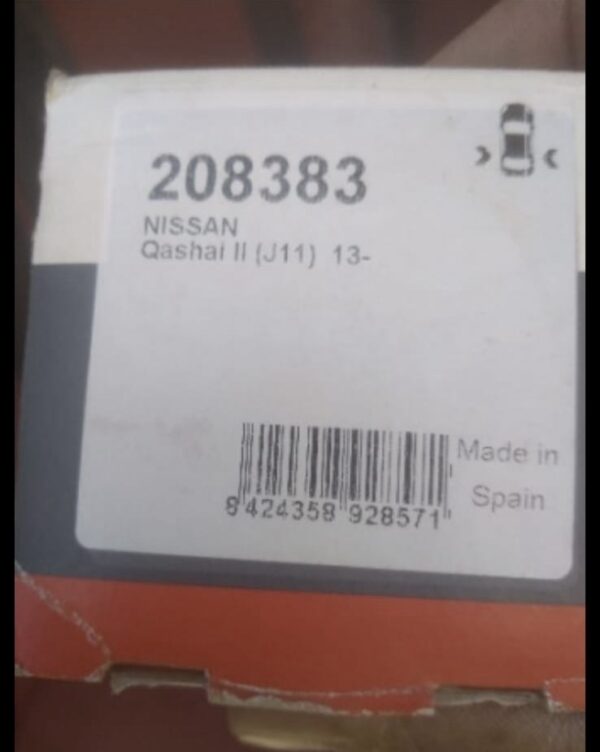 208383
NISSAN
Qashai II (J11) 13-
Made in
Spain
8 424358 928571